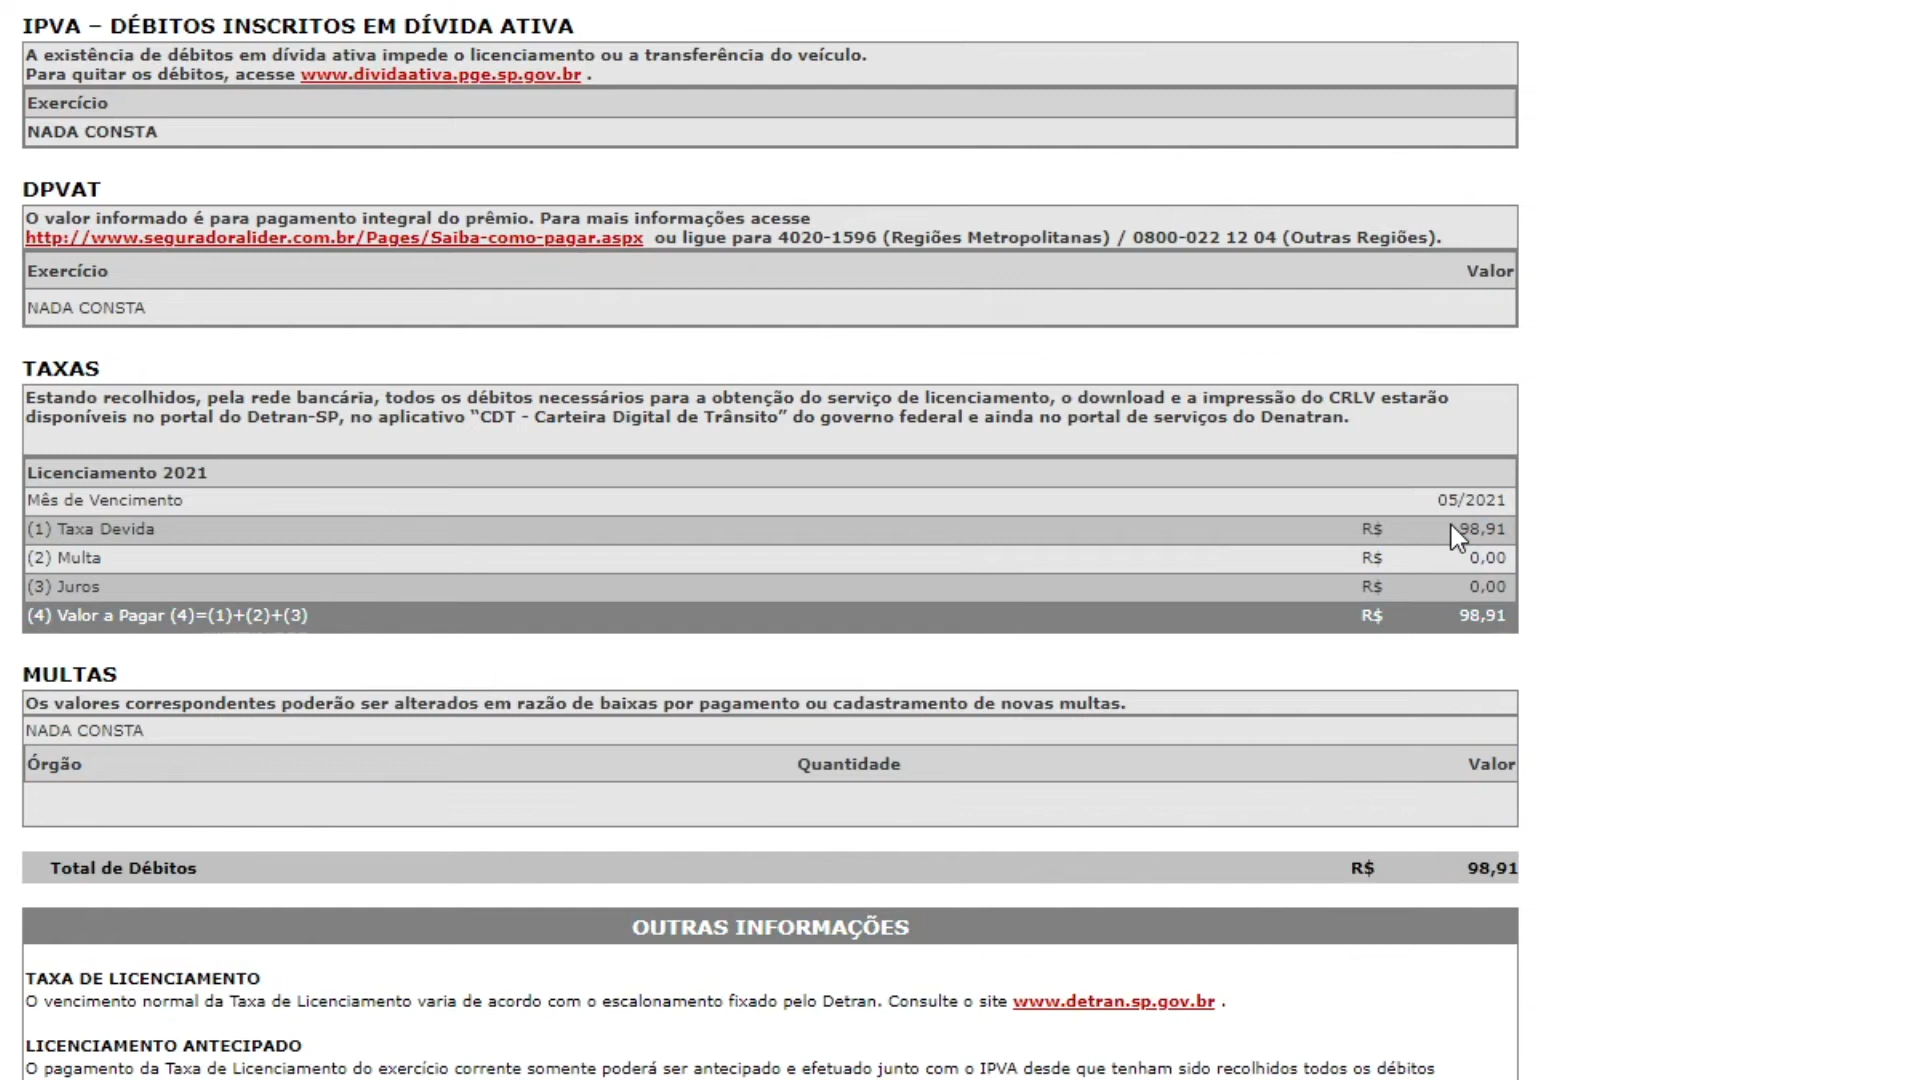 IPVA – DÉBITOS INSCRITOS EM DÍVIDA ATIVA
A existência de débitos em dívida ativa impede o licenciamento ou a transferência do veículo.
Para quitar os débitos, acesse www.dividaativa.pge.sp.gov.br .
Exercício
NADA CONSTA
DPVAT
O valor informado é para pagamento integral do prêmio. Para mais informações acesse
http://www.seguradoralider.com.br/Pages/Saiba-como-pagar.aspx ou ligue para 4020-1596 (Regiões Metropolitanas) / 0800-022 12 04 (Outras Regiões).
Exercício Valor
NADA CONSTA
TAXAS
Estando recolhidos, pela rede bancária, todos os débitos necessários para a obtenção do serviço de licenciamento, o download e a impressão do CRLV estarão
disponíveis no portal do Detran-SP, no aplicativo “CDT - Carteira Digital de Trânsito” do governo federal e ainda no portal de serviços do Denatran.
Licenciamento 2021
Mês de Vencimento 05/2021
(1) Taxa Devida R$ 98,91
(2) Multa R$ 0,00
(3) Juros R$ 0,00
(4) Valor a Pagar (4)=(1)+(2)+(3) R$ 98,91
MULTAS
Os valores correspondentes poderão ser alterados em razão de baixas por pagamento ou cadastramento de novas multas.
NADA CONSTA
Órgão Quantidade Valor
Total de Débitos R$ 98,91
OUTRAS INFORMAÇÕES
TAXA DE LICENCIAMENTO
O vencimento normal da Taxa de Licenciamento varia de acordo com o escalonamento fixado pelo Detran. Consulte o site www.detran.sp.gov.br .
LICENCIAMENTO ANTECIPADO
O pagamento da Taxa de Licenciamento do exercício corrente somente poderá ser antecipado e efetuado junto com o IPVA desde que tenham sido recolhidos todos os débitos